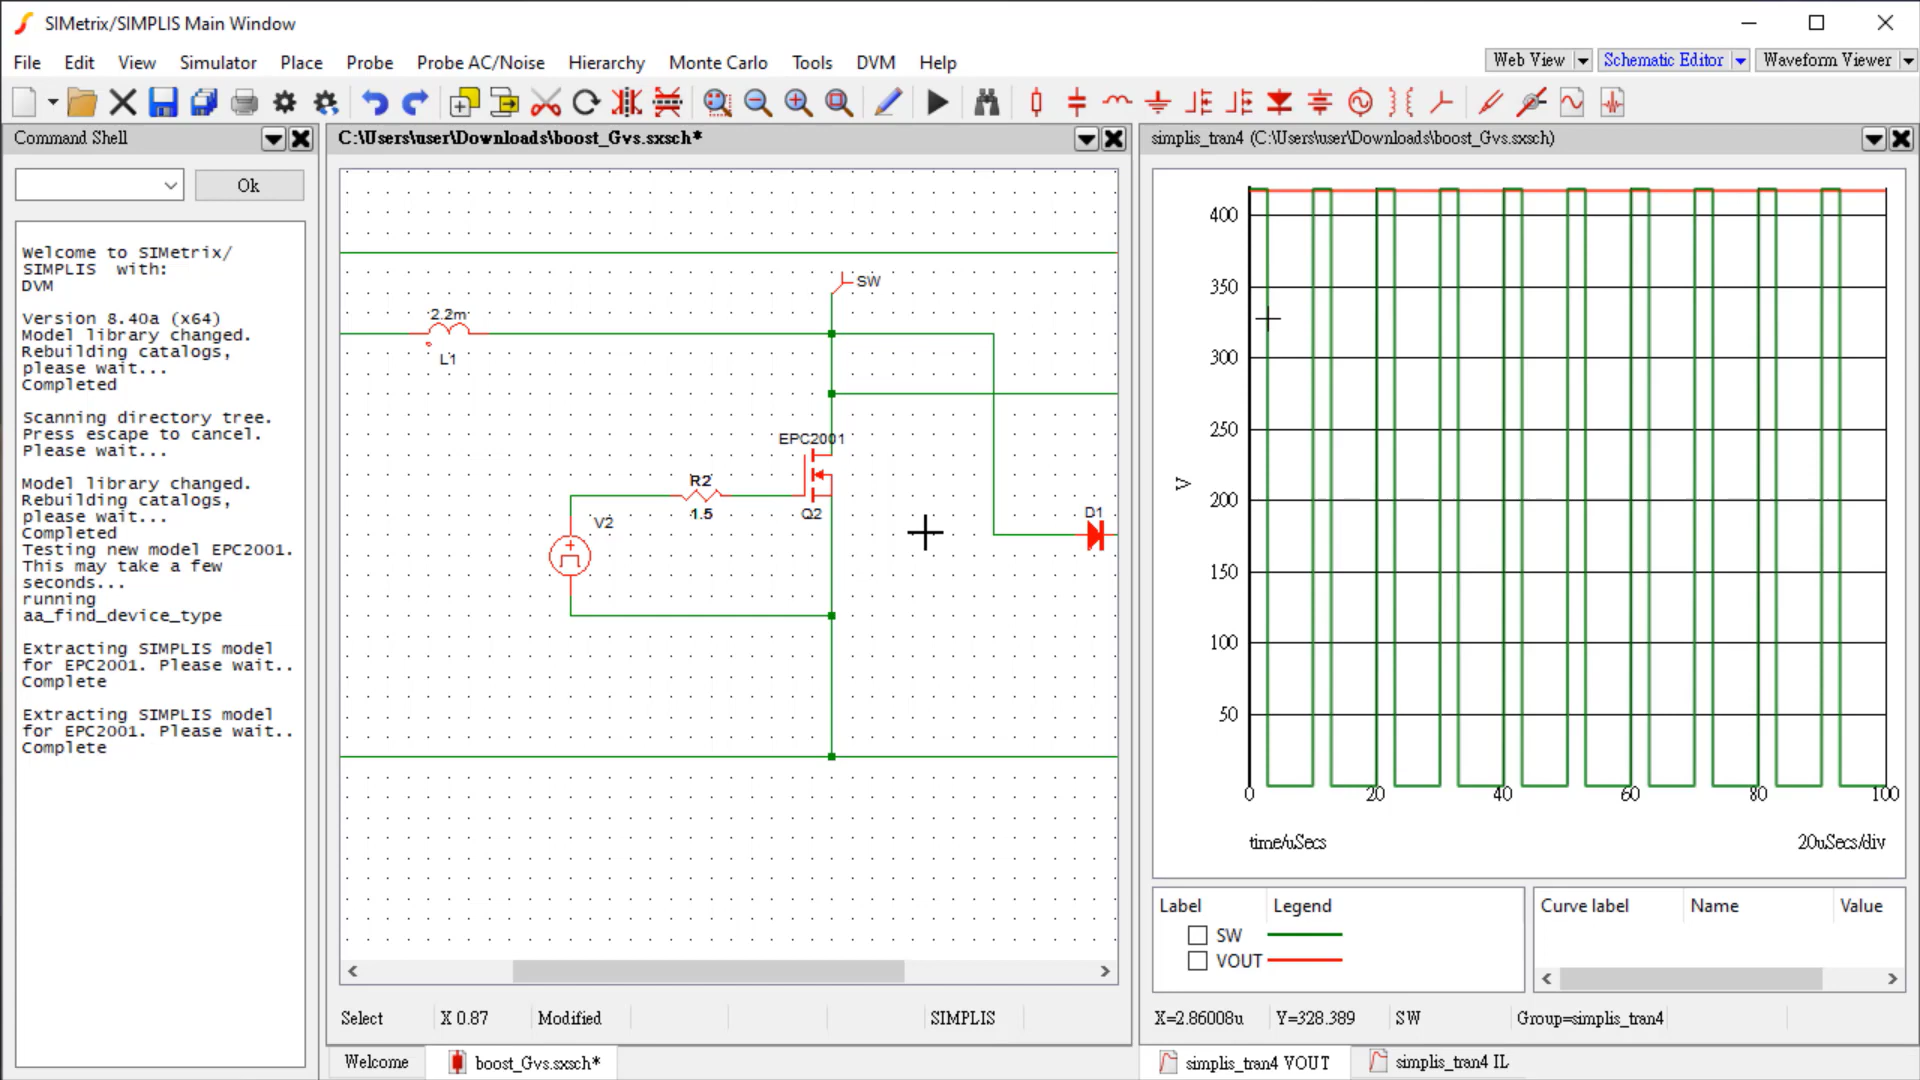 SIMetrix/SIMPLIS Main Window
File Edit View Simulator Place Probe Probe AC/Noise Hierarchy Monte Carlo Tools DVM Help
Web View Schematic Editor Waveform Viewer
Command Shell
Ok
Welcome to SIMetrix/
SIMPLIS with:
DVM
Version 8.40a (x64)
Model library changed.
Rebuilding catalogs,
please wait...
Completed
Scanning directory tree.
Press escape to cancel.
Please wait...
Model library changed.
Rebuilding catalogs,
please wait...
Completed
Testing new model EPC2001.
This may take a few
seconds...
running
aa_find_device_type
Extracting SIMPLIS model
for EPC2001. Please wait..
Complete
Extracting SIMPLIS model
for EPC2001. Please wait..
Complete
C:\Users\user\Downloads\boost_Gvs.sxsch*
SW
2.2m
L1
EPC2001
R2
1.5
Q2
V2
D1
Select X 0.87 Modified SIMPLIS
Welcome boost_Gvs.sxsch*
simplis_tran4 (C:\Users\user\Downloads\boost_Gvs.sxsch)
400
350
300
250
V
200
150
100
50
0 20 40 60 80 100
time/uSecs 20uSecs/div
Label Legend
SW
VOUT
Curve label Name Value
X=2.86008u Y=328.389 SW Group=simplis_tran4
simplis_tran4 VOUT simplis_tran4 IL